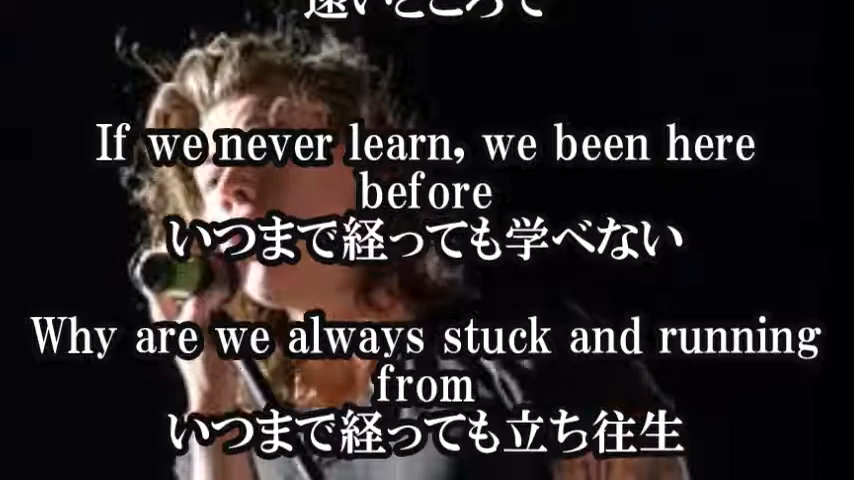 遠いところで
If we never learn, we been here
before
いつまで経っても学べない
Why are we always stuck and running
from
いつまで経っても立ち往生